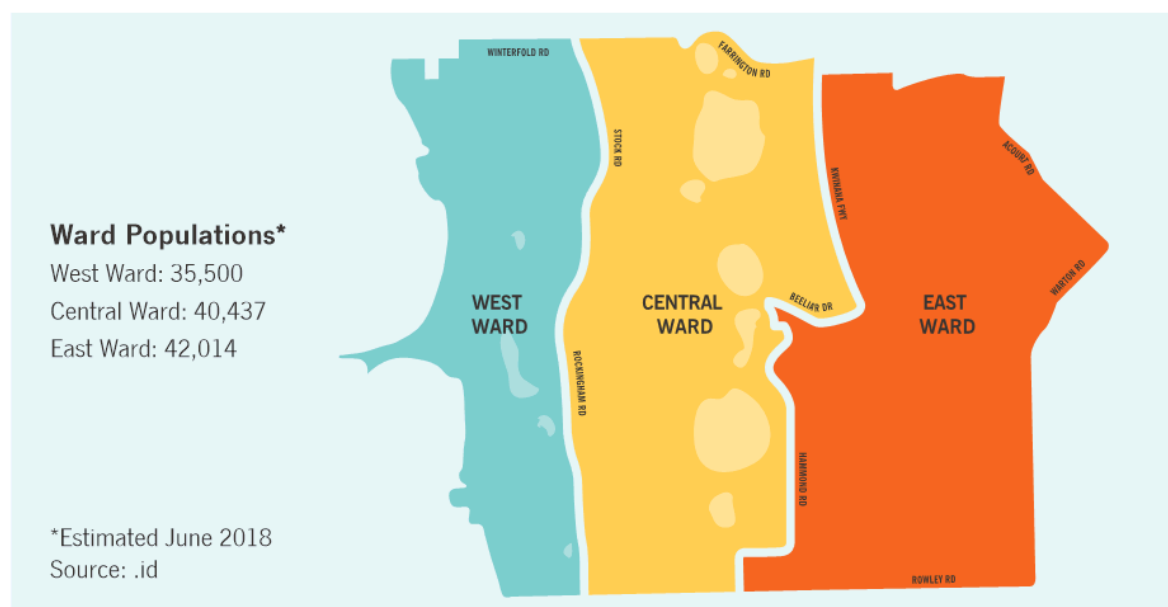 WINTERFOLD RD
FARRINGTON RD
STOCK RD
ACOURT RD
KWINANA FWY
Ward Populations*
West Ward: 35,500
Central Ward: 40,437
East Ward: 42,014
WARTON RD
BEELIAR DR
WEST
WARD
CENTRAL
WARD
EAST
WARD
ROCKINGHAM RD
HAMMOND RD
*Estimated June 2018
Source: .id
ROWLEY RD